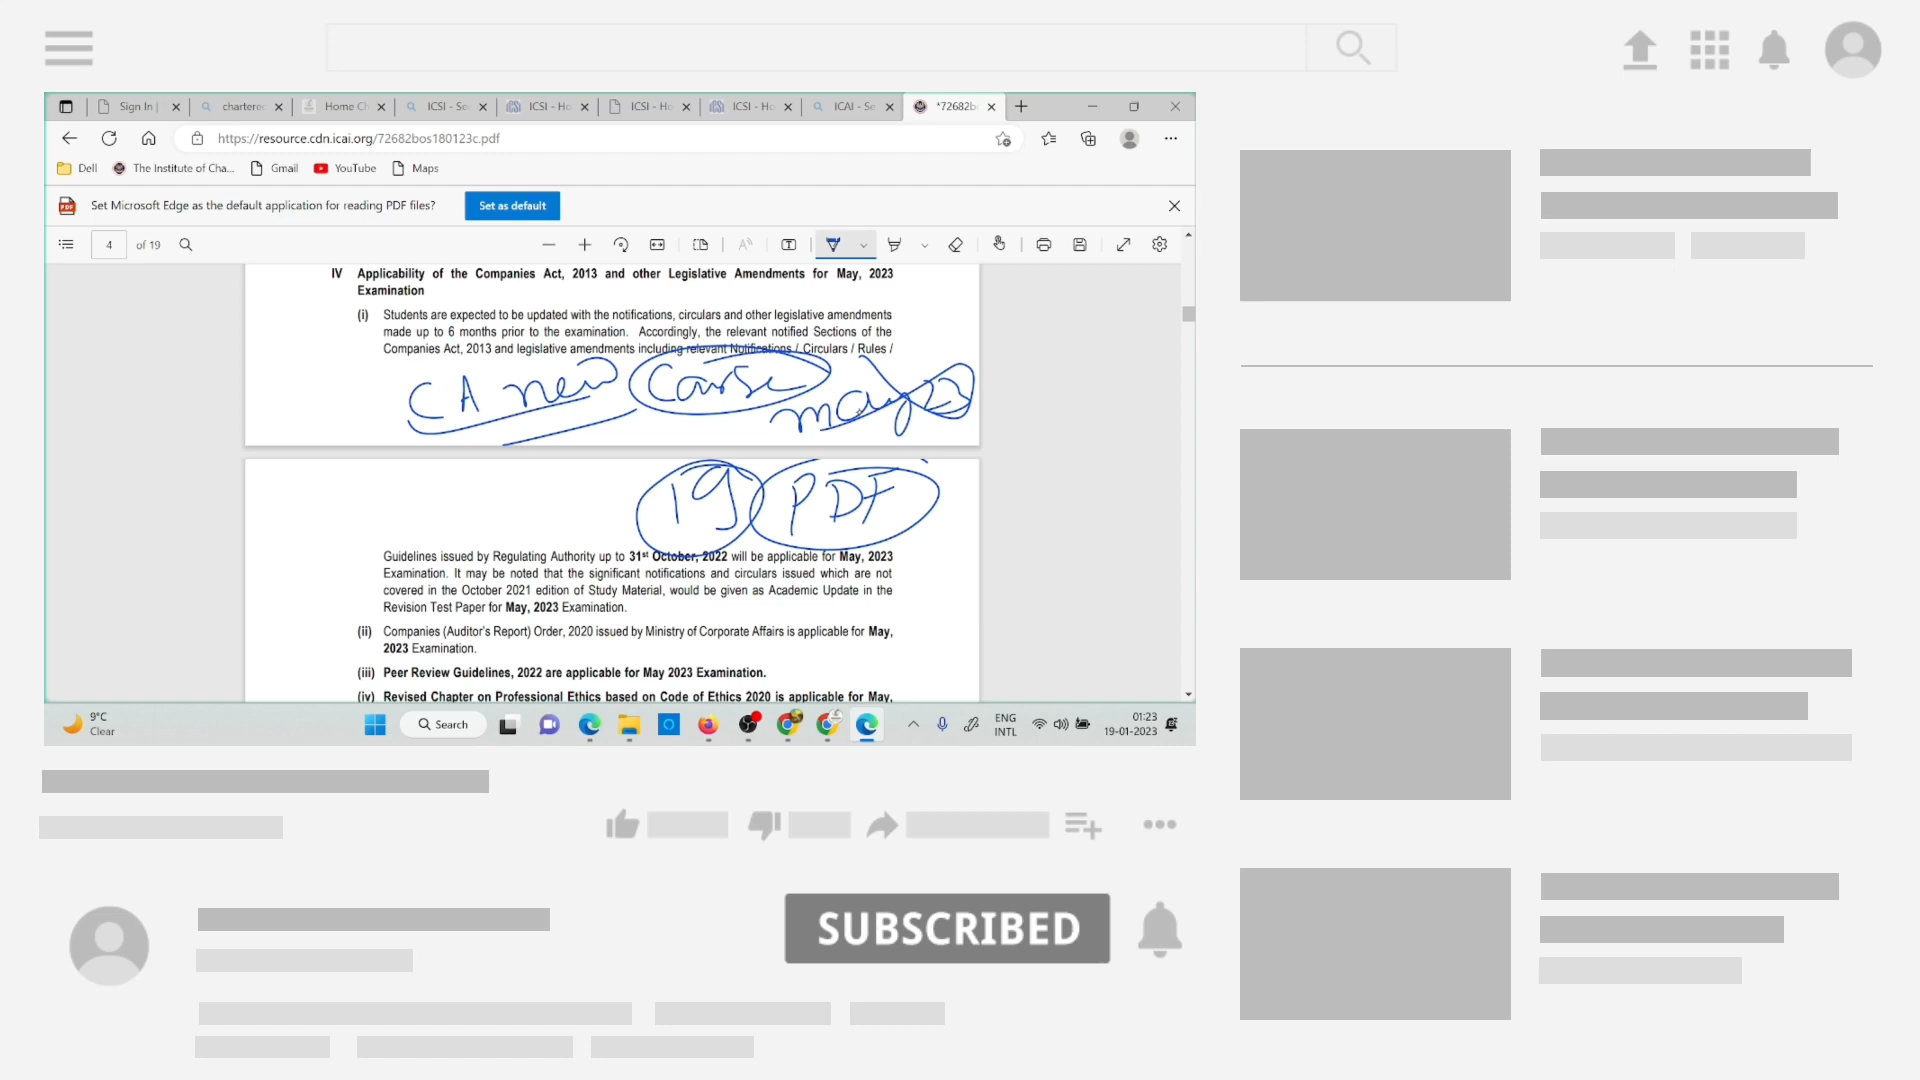 Sign In |
chartere
Home Ch
ICSI - Se
ICSI - Ho
ICSI - Ho
ICSI - Ho
ICAI - Se
*72682b
https://resource.cdn.icai.org/72682bos180123c.pdf
Dell
The Institute of Cha...
Gmail
YouTube
Maps
Set Microsoft Edge as the default application for reading PDF files?
Set as default
4 of 19
IV Applicability of the Companies Act, 2013 and other Legislative Amendments for May, 2023
Examination
(i) Students are expected to be updated with the notifications, circulars and other legislative amendments
made up to 6 months prior to the examination. Accordingly, the relevant notified Sections of the
Companies Act, 2013 and legislative amendments including relevant Notifications / Circulars / Rules /
CA new Course
May 23
19 PDF
Guidelines issued by Regulating Authority up to 31st October, 2022 will be applicable for May, 2023
Examination. It may be noted that the significant notifications and circulars issued which are not
covered in the October 2021 edition of Study Material, would be given as Academic Update in the
Revision Test Paper for May, 2023 Examination.
(ii) Companies (Auditor's Report) Order, 2020 issued by Ministry of Corporate Affairs is applicable for May,
2023 Examination.
(iii) Peer Review Guidelines, 2022 are applicable for May 2023 Examination.
(iv) Revised Chapter on Professional Ethics based on Code of Ethics 2020 is applicable for May,
9°C
Clear
Search
ENG
INTL
01:23
19-01-2023
SUBSCRIBED